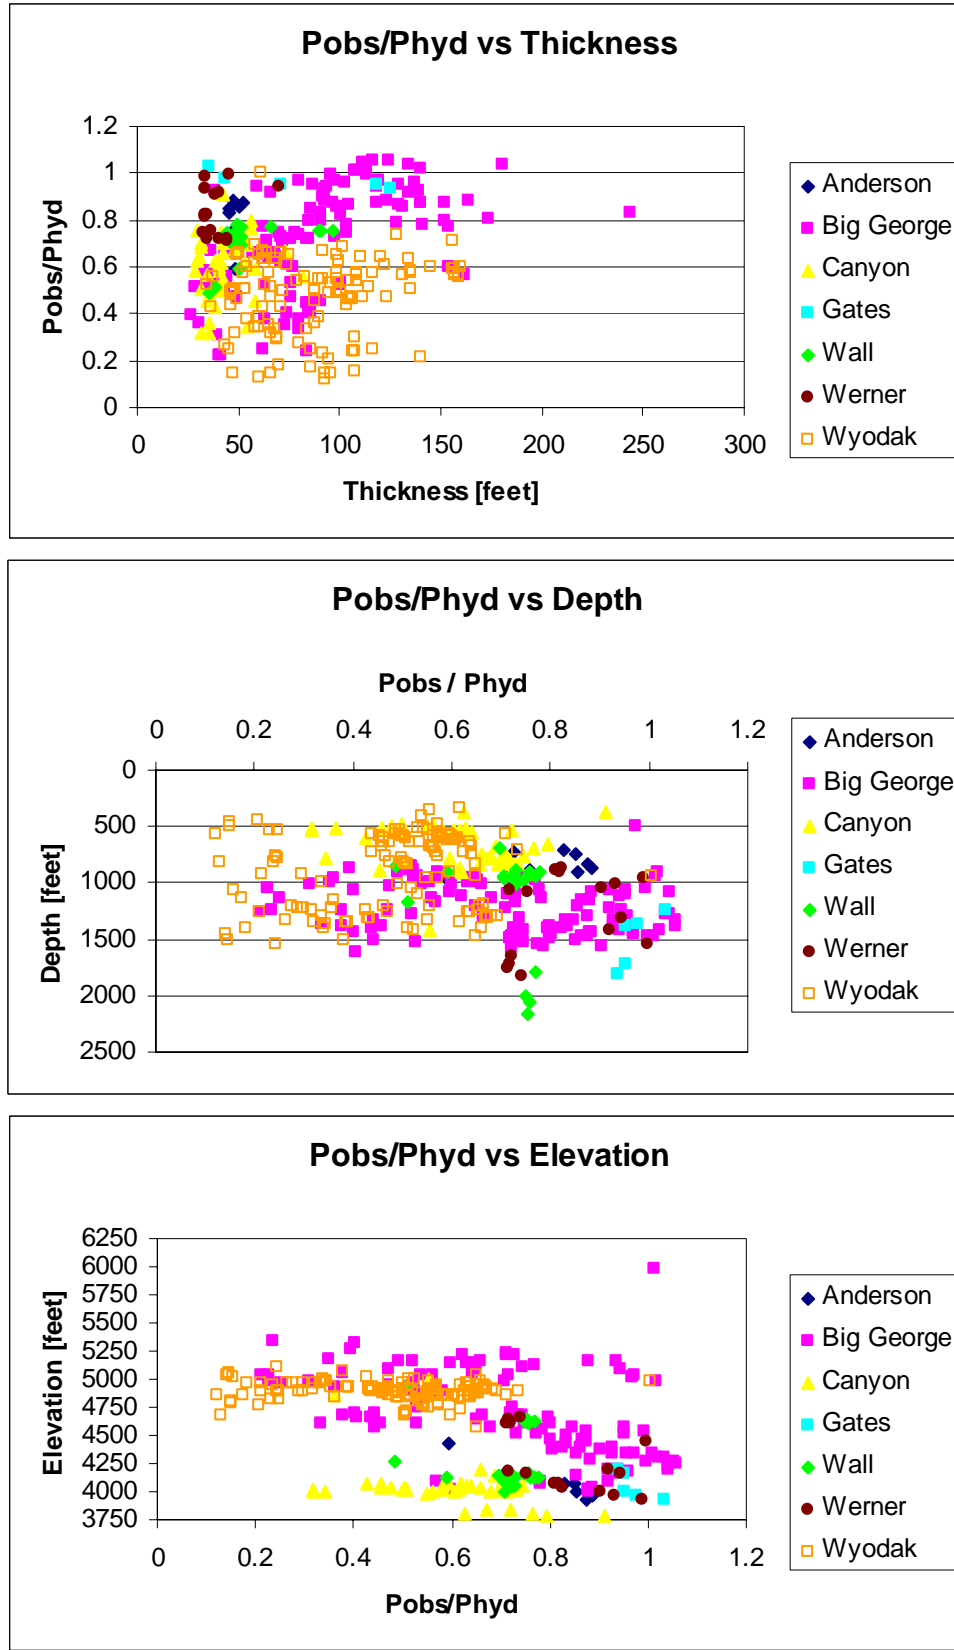 Pobs/Phyd vs Thickness
Pobs/Phyd
1.2
1
0.8
0.6
0.4
0.2
0
0 50 100 150 200 250 300
Thickness [feet]
Anderson
Big George
Canyon
Gates
Wall
Werner
Wyodak
Pobs/Phyd vs Depth
Pobs / Phyd
0 0.2 0.4 0.6 0.8 1 1.2
Depth [feet]
0
500
1000
1500
2000
2500
Anderson
Big George
Canyon
Gates
Wall
Werner
Wyodak
Pobs/Phyd vs Elevation
Elevation [feet]
6250
6000
5750
5500
5250
5000
4750
4500
4250
4000
3750
0 0.2 0.4 0.6 0.8 1 1.2
Pobs/Phyd
Anderson
Big George
Canyon
Gates
Wall
Werner
Wyodak